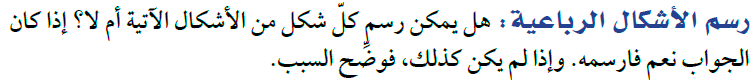 رسم الأشكال الرباعية : هل يمكن رسم كلّ شكل من الأشكال الآتية أم لا؟ إذا كان
الجواب نعم فارسمه. وإذا لم يكن كذلك، فوضّح السبب.